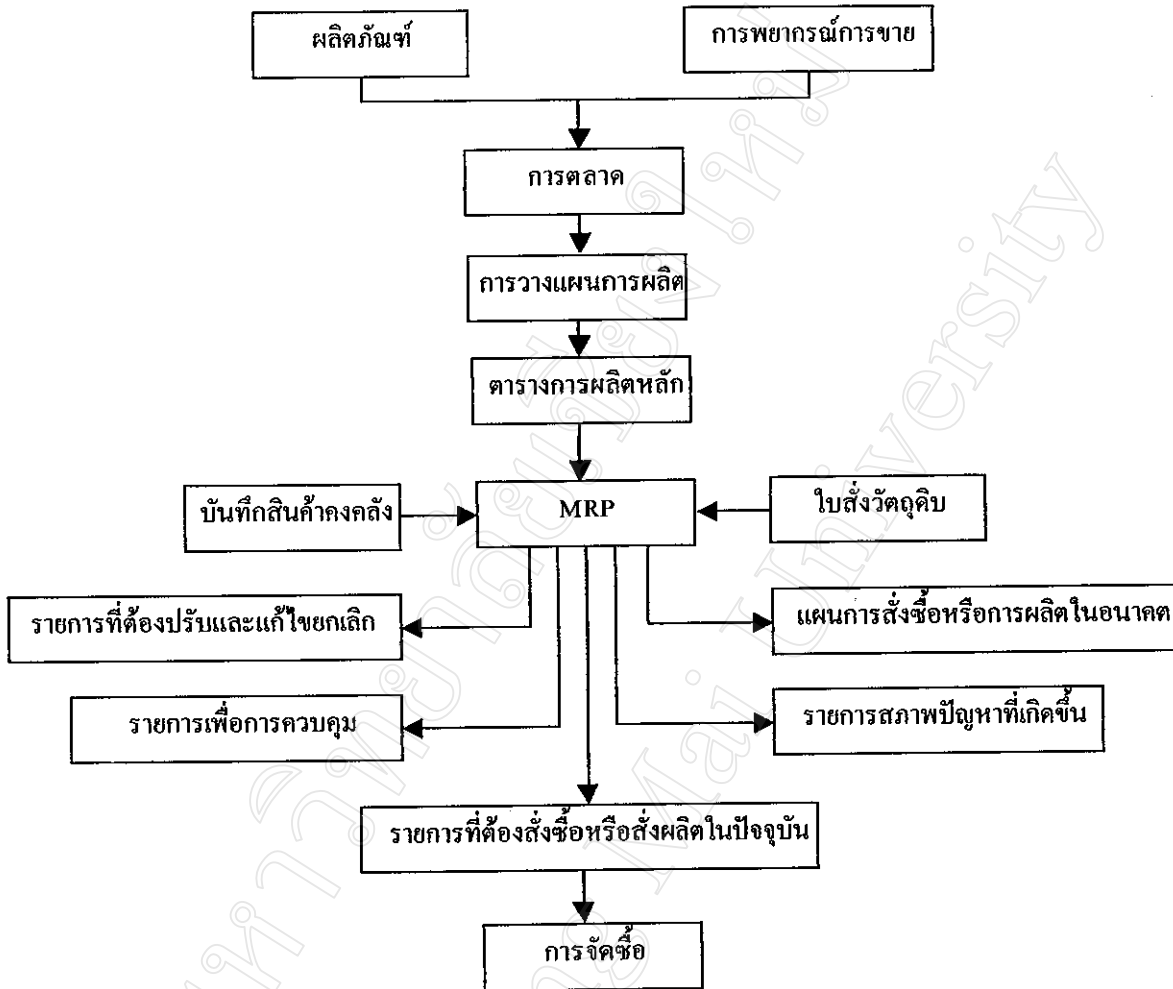 ผลิตภัณฑ์
การพยากรณ์การขาย
การตลาด
การวางแผนการผลิต
ตารางการผลิตหลัก
บันทึกสินค้าคงคลัง
MRP
ใบสั่งวัตถุดิบ
รายการที่ต้องปรับและแก้ไขยกเลิก
แผนการสั่งซื้อหรือการผลิตในอนาคต
รายการเพื่อการควบคุม
รายการสภาพปัญหาที่เกิดขึ้น
รายการที่ต้องสั่งซื้อหรือสั่งผลิตในปัจจุบัน
การจัดซื้อ
Mai University